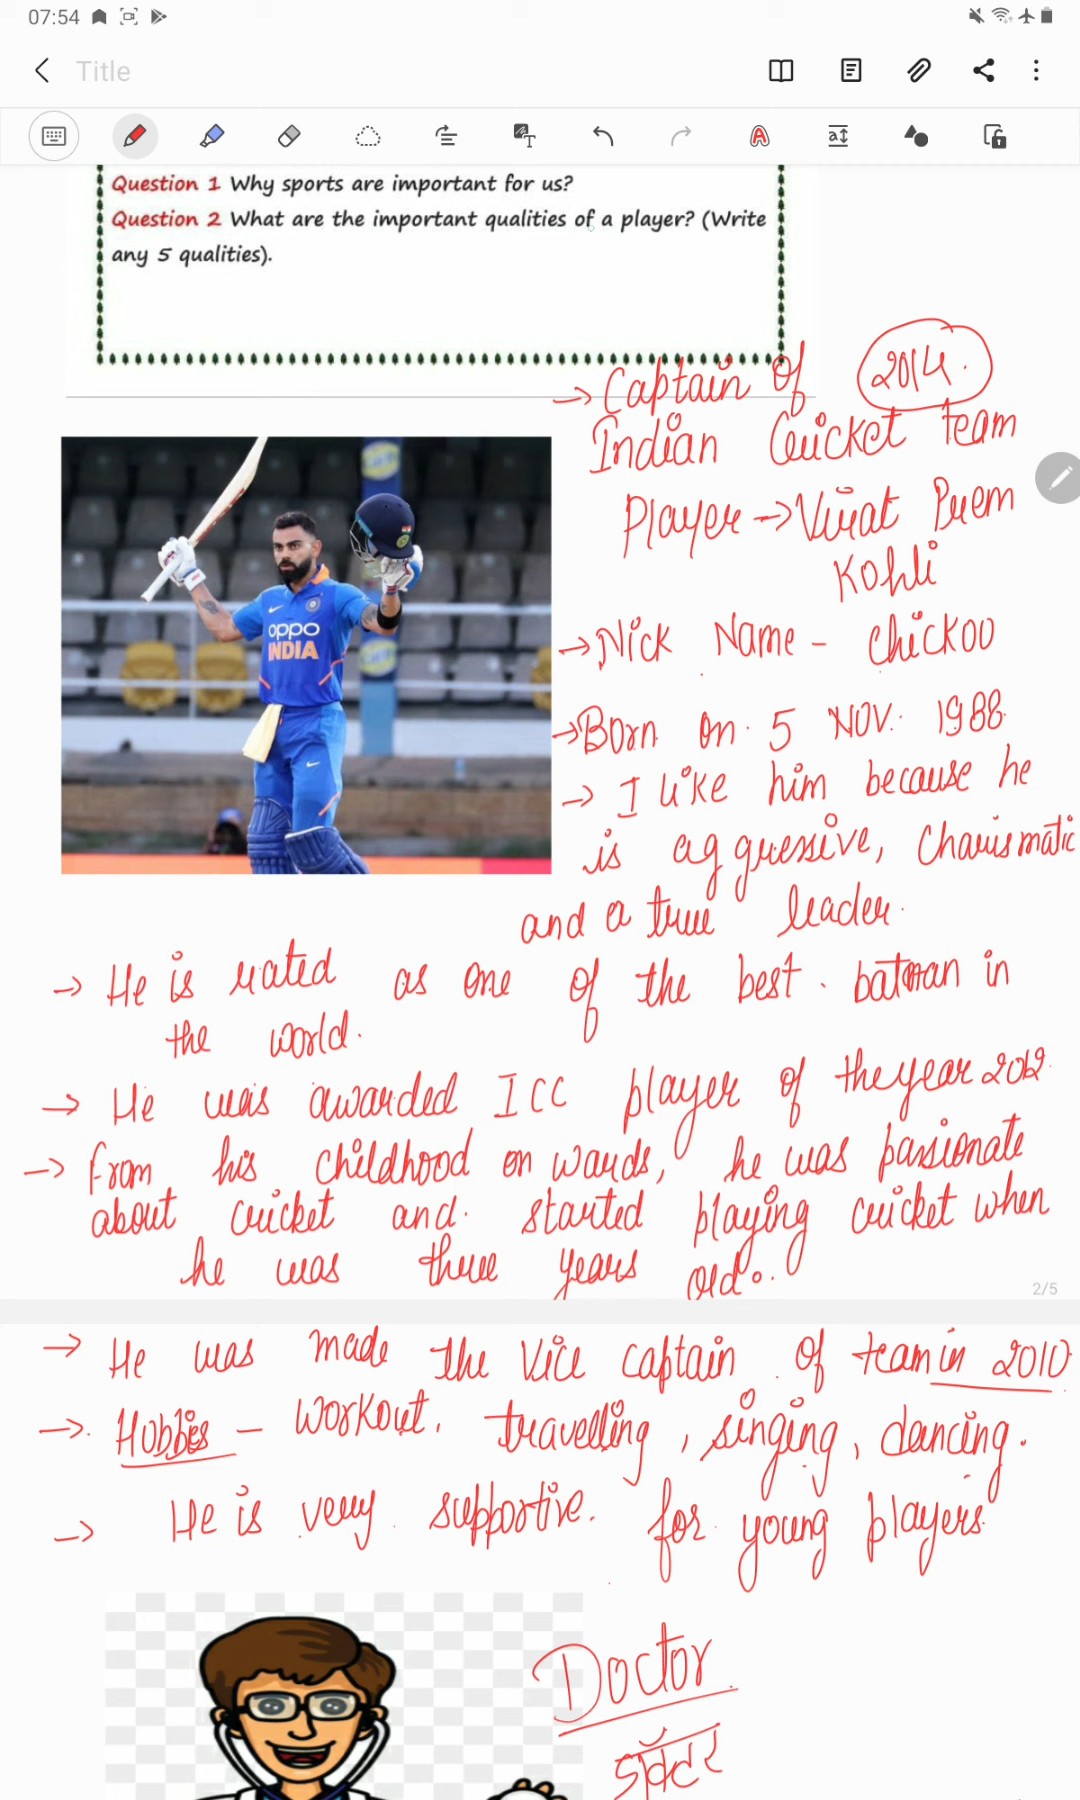 07:54
Title
Question 1 Why sports are important for us?
Question 2 What are the important qualities of a player? (Write
any 5 qualities).
→ Captain of 2014.
Indian Cricket team
Player → Virat Prem
Kohli
oppo
INDIA
→ Nick Name - Chickoo
→ Born on 5 Nov. 1988
→ I like him because he
is aggressive, Charismatic
and a true leader.
→ He is rated as one of the best. batman in
the world.
→ He was awarded ICC player of the year 2012.
→ From his childhood onwards, he was passionate
about cricket and started playing cricket when
he was three years old.
2/5
→ He was made the vice captain of team in 2010
→ Hobbies - Workout, travelling, singing, dancing.
→ He is very supportive. for young players
Doctor
डॉक्टर